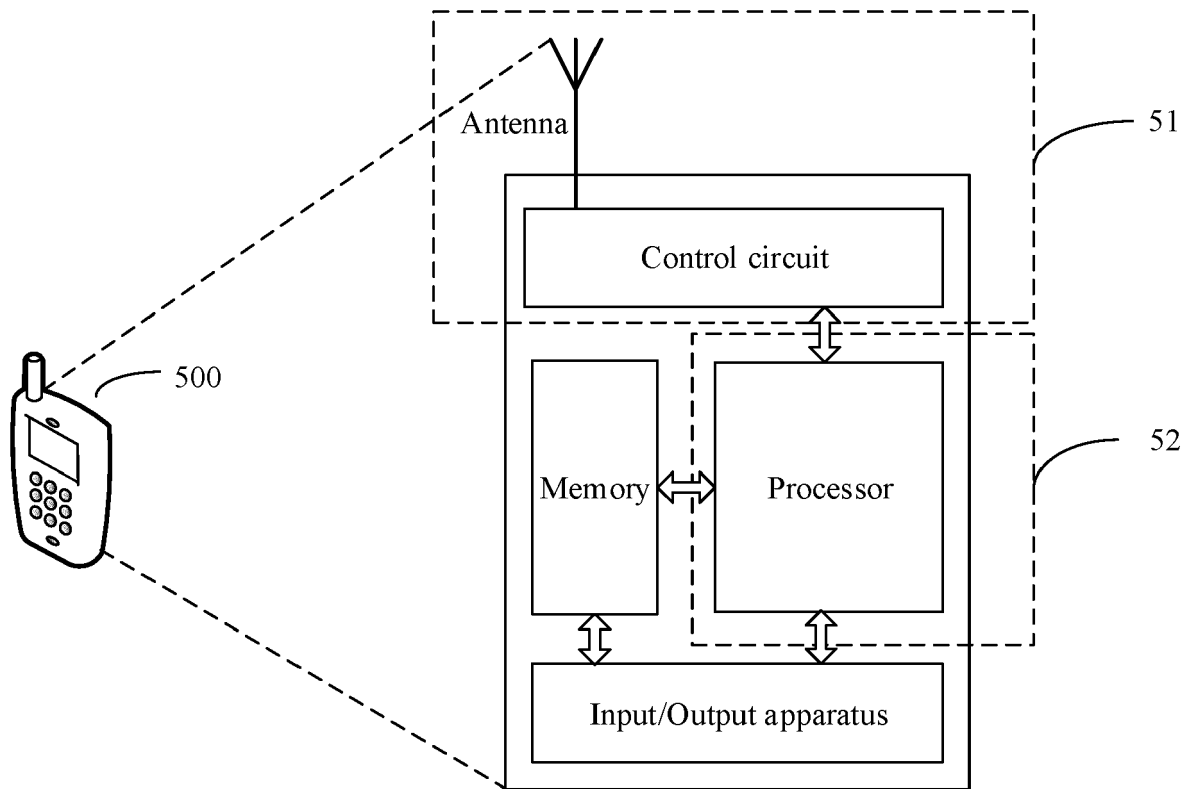 Antenna
51
Control circuit
500
52
Memory
Processor
Input/Output apparatus